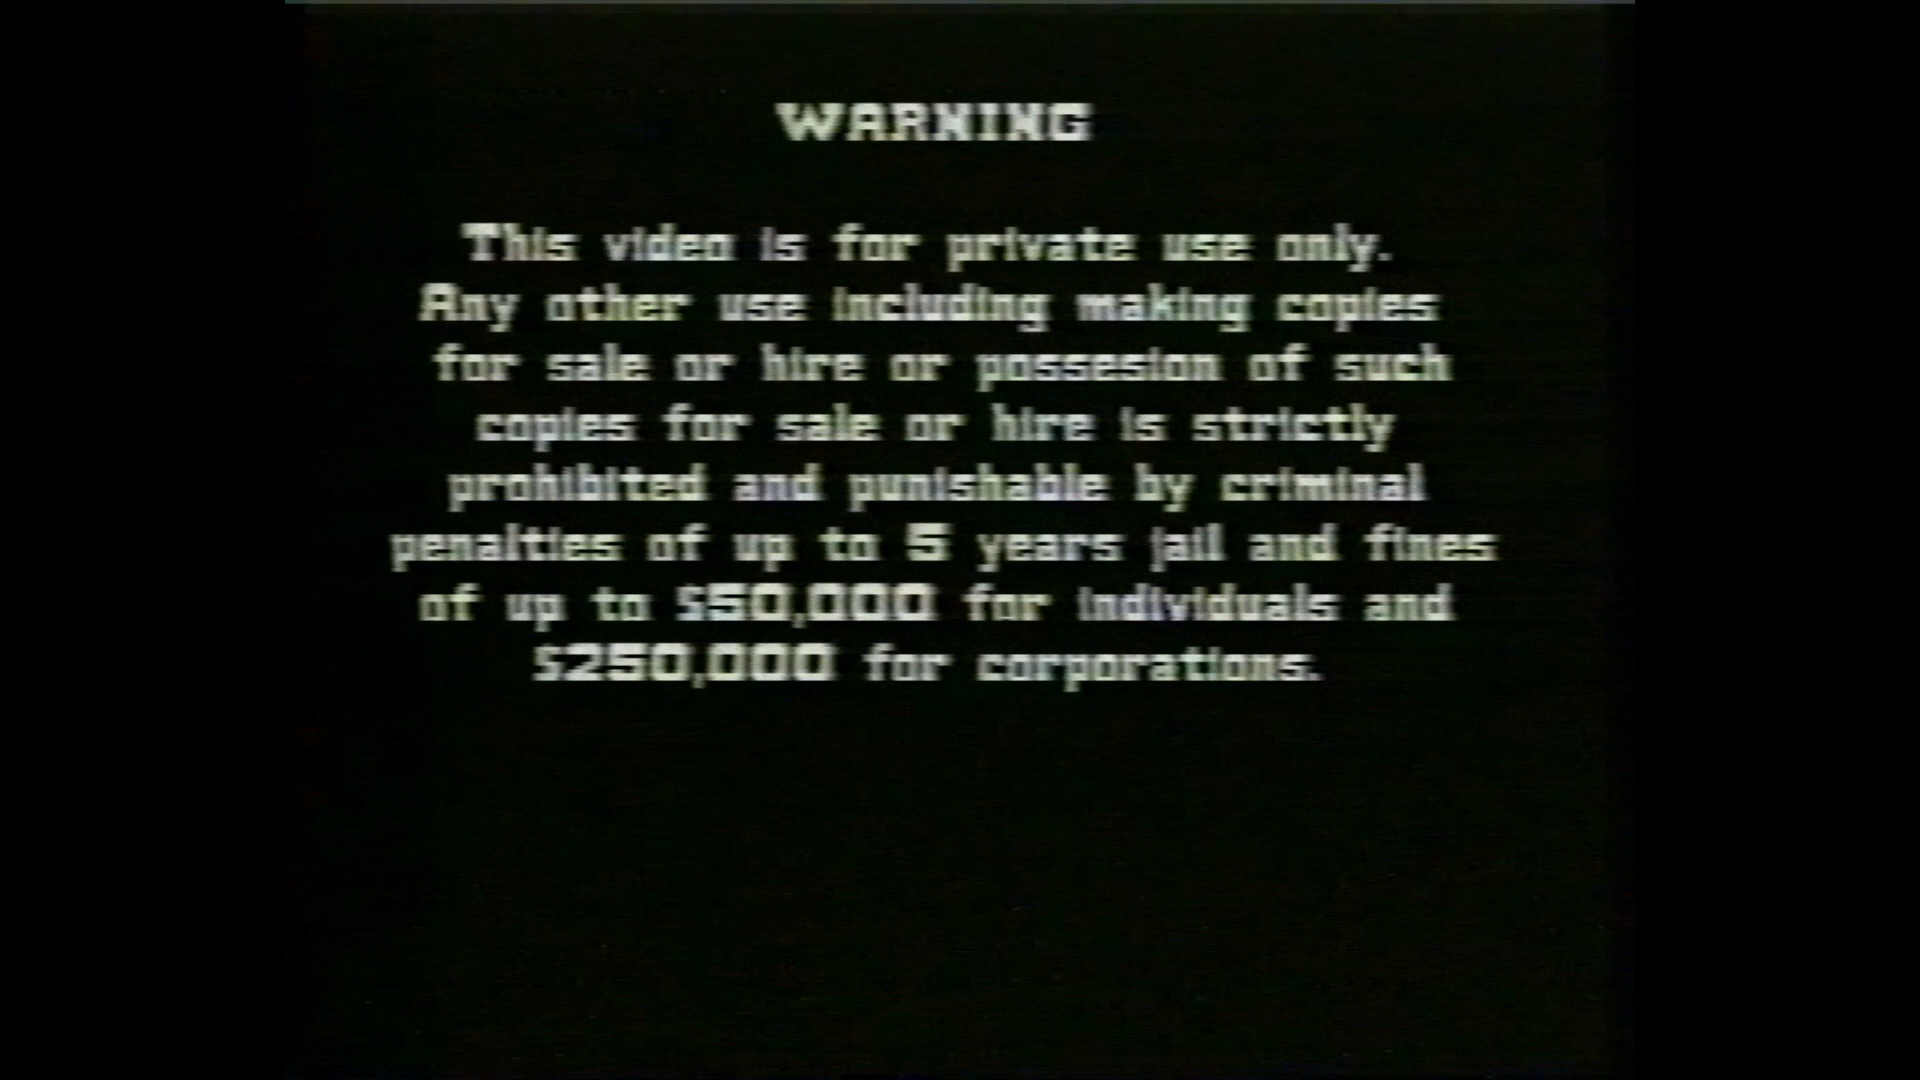 WARNING
This video is for private use only.
Any other use including making copies
for sale or hire or possesion of such
copies for sale or hire is strictly
prohibited and punishable by criminal
penalties of up to 5 years jail and fines
of up to $50,000 for individuals and
$250,000 for corporations.